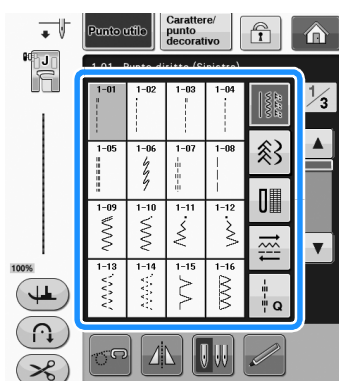 Punto utile
Carattere/
punto
decorativo
J
1-01 Punto diritto (Sinistra)
1/3
1-01 1-02 1-03 1-04
1-05 1-06 1-07 1-08
1-09 1-10 1-11 1-12
100%
1-13 1-14 1-15 1-16
Q